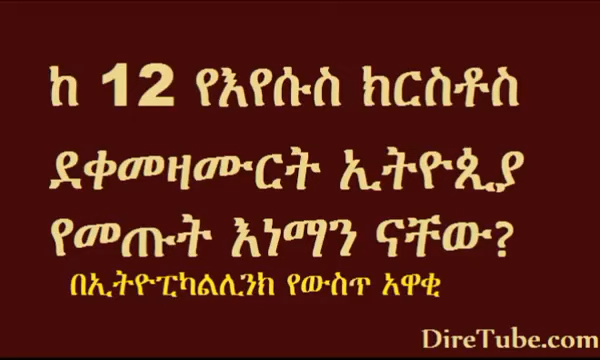 ከ 12 የእየሱስ ክርስቶስ
ደቀመዛሙርት ኢትዮጲያ
የመጡት እነማን ናቸው?
በኢትዮፒካልሊንክ የውስጥ አዋቂ
DireTube.com